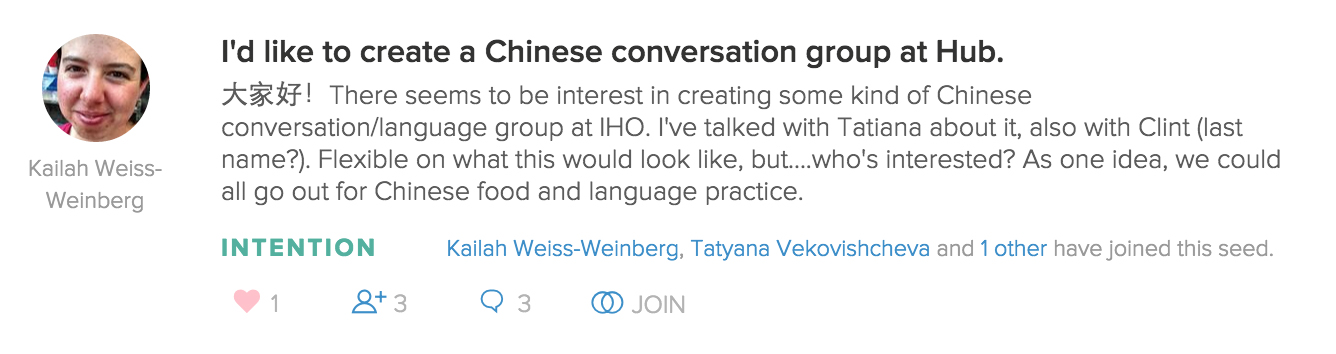 I'd like to create a Chinese conversation group at Hub.
大家好！There seems to be interest in creating some kind of Chinese
conversation/language group at IHO. I've talked with Tatiana about it, also with Clint (last
name?). Flexible on what this would look like, but....who's interested? As one idea, we could
all go out for Chinese food and language practice.
Kailah Weiss-
Weinberg
INTENTION
Kailah Weiss-Weinberg, Tatyana Vekovishcheva and 1 other have joined this seed.
1 3 3 JOIN